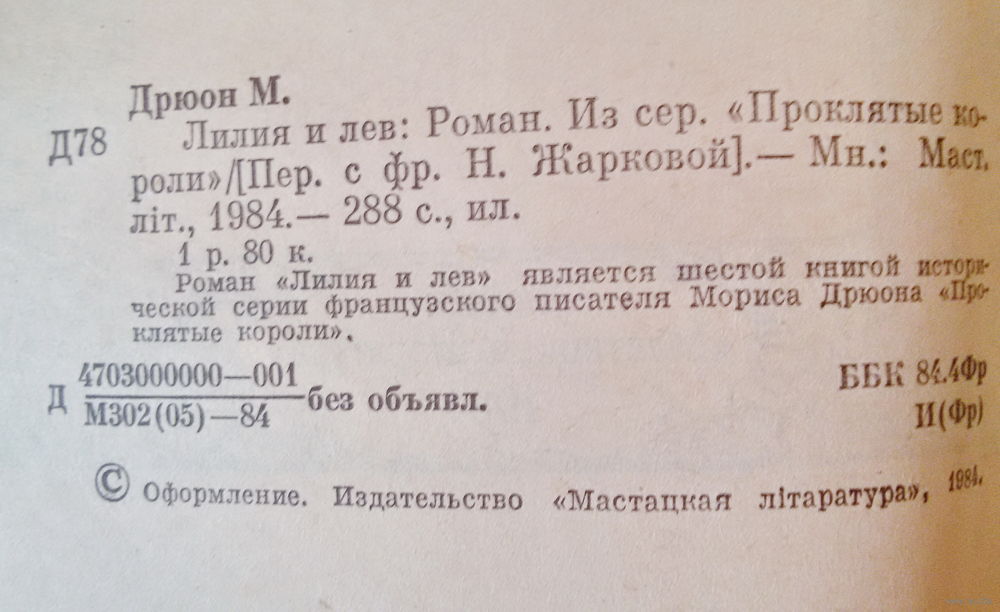 Дрюон М.
Д78 Лилия и лев: Роман. Из сер. «Проклятые ко-
роли»/[Пер. с фр. Н. Жарковой].— Мн.: Маст.
літ., 1984.— 288 с., ил.
1 р. 80 к.
Роман «Лилия и лев» является шестой книгой истори-
ческой серии французского писателя Мориса Дрюона «Про-
клятые короли».
4703000000—001
Д без объявл.
М302(05)—84
ББК 84.4Фр
И(Фр)
© Оформление. Издательство «Мастацкая літаратура», 1984.